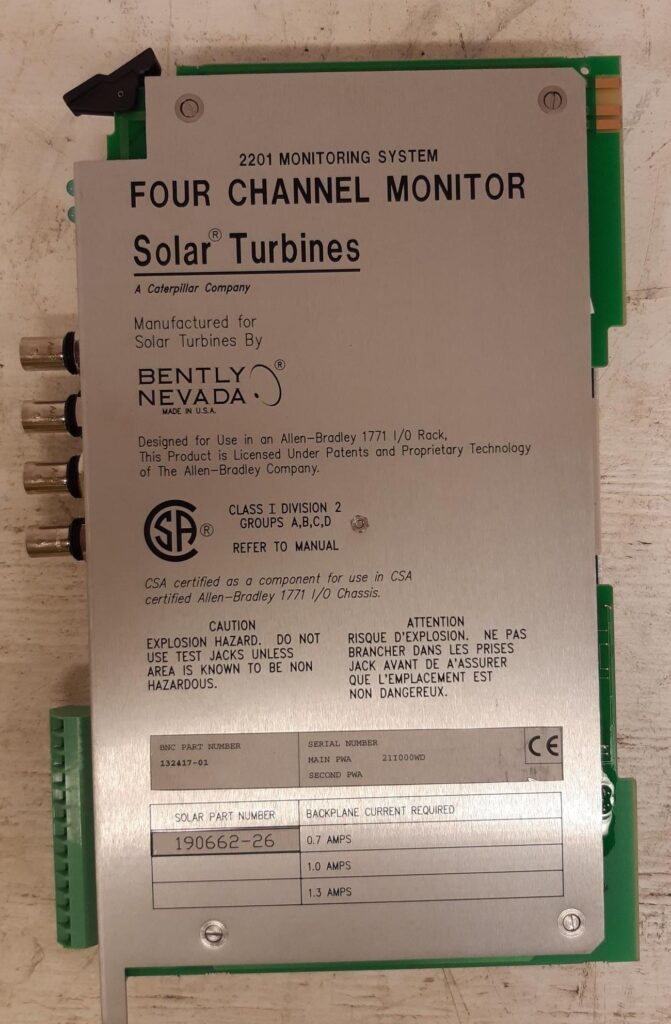 2201 MONITORING SYSTEM
FOUR CHANNEL MONITOR
Solar® Turbines
A Caterpillar Company
Manufactured for
Solar Turbines By
BENTLY ®
NEVADA
MADE IN U.S.A.
Designed for Use in an Allen-Bradley 1771 I/O Rack,
This Product is Licensed Under Patents and Proprietary Technology
of The Allen-Bradley Company.
CSA ®
CLASS I DIVISION 2
GROUPS A,B,C,D
REFER TO MANUAL
CSA certified as a component for use in CSA
certified Allen-Bradley 1771 I/O Chassis.
CAUTION
EXPLOSION HAZARD. DO NOT
USE TEST JACKS UNLESS
AREA IS KNOWN TO BE NON
HAZARDOUS.
ATTENTION
RISQUE D'EXPLOSION. NE PAS
BRANCHER DANS LES PRISES
JACK AVANT DE A'ASSURER
QUE L'EMPLACEMENT EST
NON DANGEREUX.
BNC PART NUMBER
132417-01
SERIAL NUMBER
MAIN PWA 21I000WD
SECOND PWA
CE
SOLAR PART NUMBER
BACKPLANE CURRENT REQUIRED
190662-26
0.7 AMPS
1.0 AMPS
1.3 AMPS